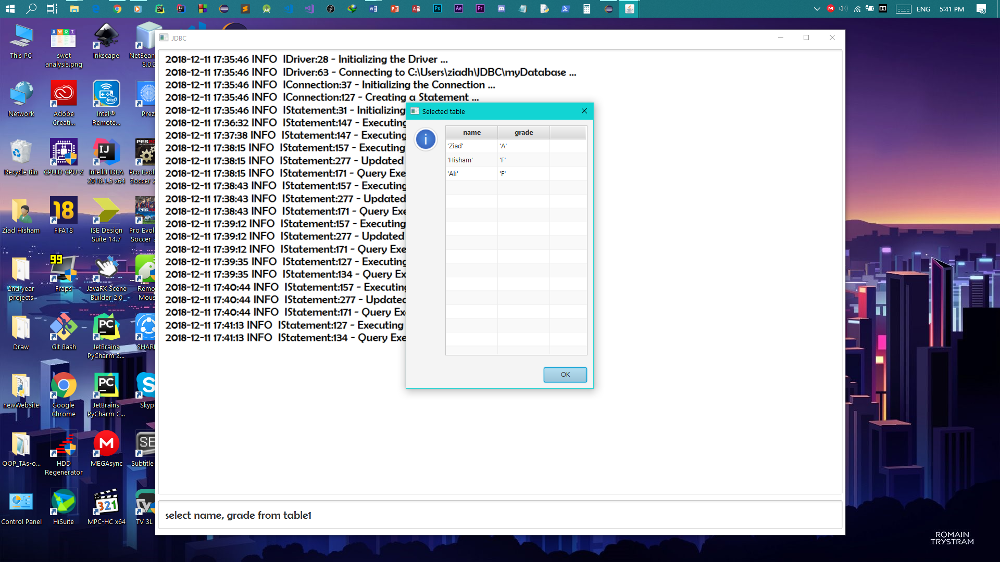 ENG
5:41 PM
This PC
swot
analysis.png
Inkscape
NetBean
8.0.2
Network
Adobe
Creati...
Intel®
Remote...
Prez
Recycle Bin
CPUID CPU-Z
IntelliJ IDEA
2018.1.5 x64
Pro Evolu
Soccer 2
Ziad Hisham
FIFA18
ISE Design
Suite 14.7
Pro Evolu
Soccer 2
2nd year
projects
Fraps
JavaFX Scene
Builder 2.0
Remo
Mous
Draw
Git Bash
JetBrains
PyCharm 2...
SHARE
newWebsite
Google
Chrome
JetBrains
PyCharm C...
Skype
OOP_TAs-o...
HDD
Regenerator
MEGAsync
Subtitle
Control Panel
HiSuite
MPC-HC x64
TV 3L
JDBC
2018-12-11 17:35:46 INFO IDriver:28 - Initializing the Driver ...
2018-12-11 17:35:46 INFO IDriver:63 - Connecting to C:\Users\ziadh\JDBC\myDatabase ...
2018-12-11 17:35:46 INFO IConnection:37 - Initializing the Connection ...
2018-12-11 17:35:46 INFO IConnection:127 - Creating a Statement ...
2018-12-11 17:35:46 INFO IStatement:31 - Initializing
2018-12-11 17:36:32 INFO IStatement:147 - Executing
2018-12-11 17:37:38 INFO IStatement:147 - Executing
2018-12-11 17:38:15 INFO IStatement:157 - Executing
2018-12-11 17:38:15 INFO IStatement:277 - Updated
2018-12-11 17:38:15 INFO IStatement:171 - Query Exe
2018-12-11 17:38:43 INFO IStatement:157 - Executing
2018-12-11 17:38:43 INFO IStatement:277 - Updated
2018-12-11 17:38:43 INFO IStatement:171 - Query Exe
2018-12-11 17:39:12 INFO IStatement:157 - Executing
2018-12-11 17:39:12 INFO IStatement:277 - Updated
2018-12-11 17:39:12 INFO IStatement:171 - Query Exe
2018-12-11 17:39:35 INFO IStatement:127 - Executing
2018-12-11 17:39:35 INFO IStatement:134 - Query Ex
2018-12-11 17:40:44 INFO IStatement:157 - Executing
2018-12-11 17:40:44 INFO IStatement:277 - Updated
2018-12-11 17:40:44 INFO IStatement:171 - Query Ex
2018-12-11 17:41:13 INFO IStatement:127 - Executing
2018-12-11 17:41:13 INFO IStatement:134 - Query Exe
Selected table
name grade
'Ziad' 'A'
'Hisham' 'F'
'Ali' 'F'
OK
select name, grade from table1
ROMAIN
TRYSTRAM